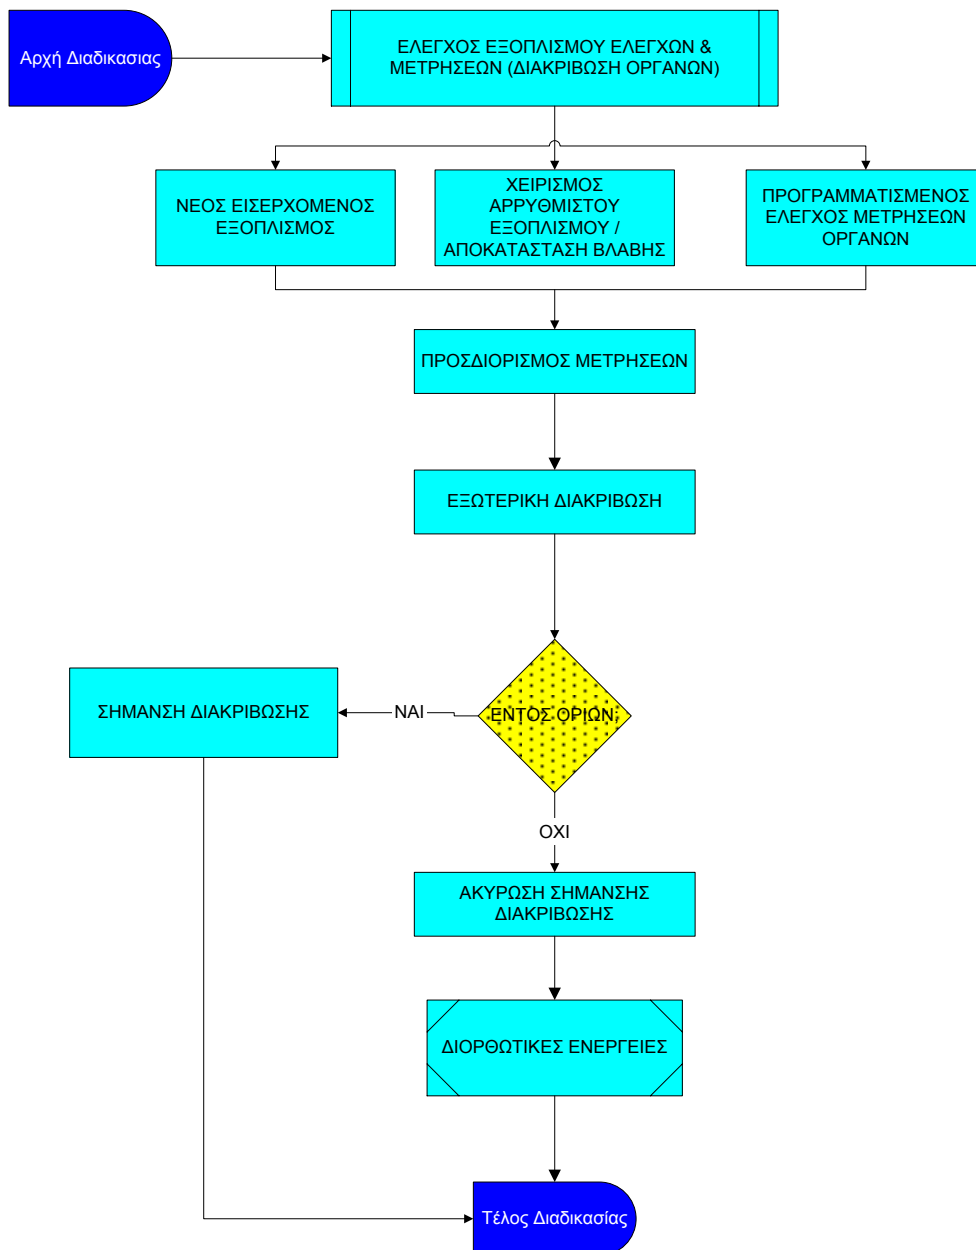 Αρχή Διαδικασιας
ΕΛΕΓΧΟΣ ΕΞΟΠΛΙΣΜΟΥ ΕΛΕΓΧΩΝ &
ΜΕΤΡΗΣΕΩΝ (ΔΙΑΚΡΙΒΩΣΗ ΟΡΓΑΝΩΝ)
ΝΕΟΣ ΕΙΣΕΡΧΟΜΕΝΟΣ
ΕΞΟΠΛΙΣΜΟΣ
ΧΕΙΡΙΣΜΟΣ
ΑΡΡΥΘΜΙΣΤΟΥ
ΕΞΟΠΛΙΣΜΟΥ /
ΑΠΟΚΑΤΑΣΤΑΣΗ ΒΛΑΒΗΣ
ΠΡΟΓΡΑΜΜΑΤΙΣΜΕΝΟΣ
ΕΛΕΓΧΟΣ ΜΕΤΡΗΣΕΩΝ
ΟΡΓΑΝΩΝ
ΠΡΟΣΔΙΟΡΙΣΜΟΣ ΜΕΤΡΗΣΕΩΝ
ΕΞΩΤΕΡΙΚΗ ΔΙΑΚΡΙΒΩΣΗ
ΕΝΤΟΣ ΟΡΙΩΝ;
ΝΑΙ
ΣΗΜΑΝΣΗ ΔΙΑΚΡΙΒΩΣΗΣ
ΟΧΙ
ΑΚΥΡΩΣΗ ΣΗΜΑΝΣΗΣ
ΔΙΑΚΡΙΒΩΣΗΣ
ΔΙΟΡΘΩΤΙΚΕΣ ΕΝΕΡΓΕΙΕΣ
Τέλος Διαδικασίας